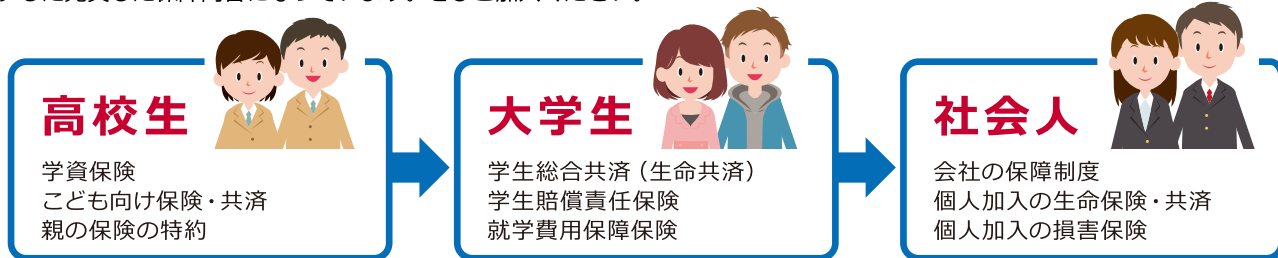 高校生
学資保険
こども向け保険・共済
親の保険の特約
大学生
学生総合共済（生命共済）
学生賠償責任保険
就学費用保障保険
社会人
会社の保障制度
個人加入の生命保険・共済
個人加入の損害保険